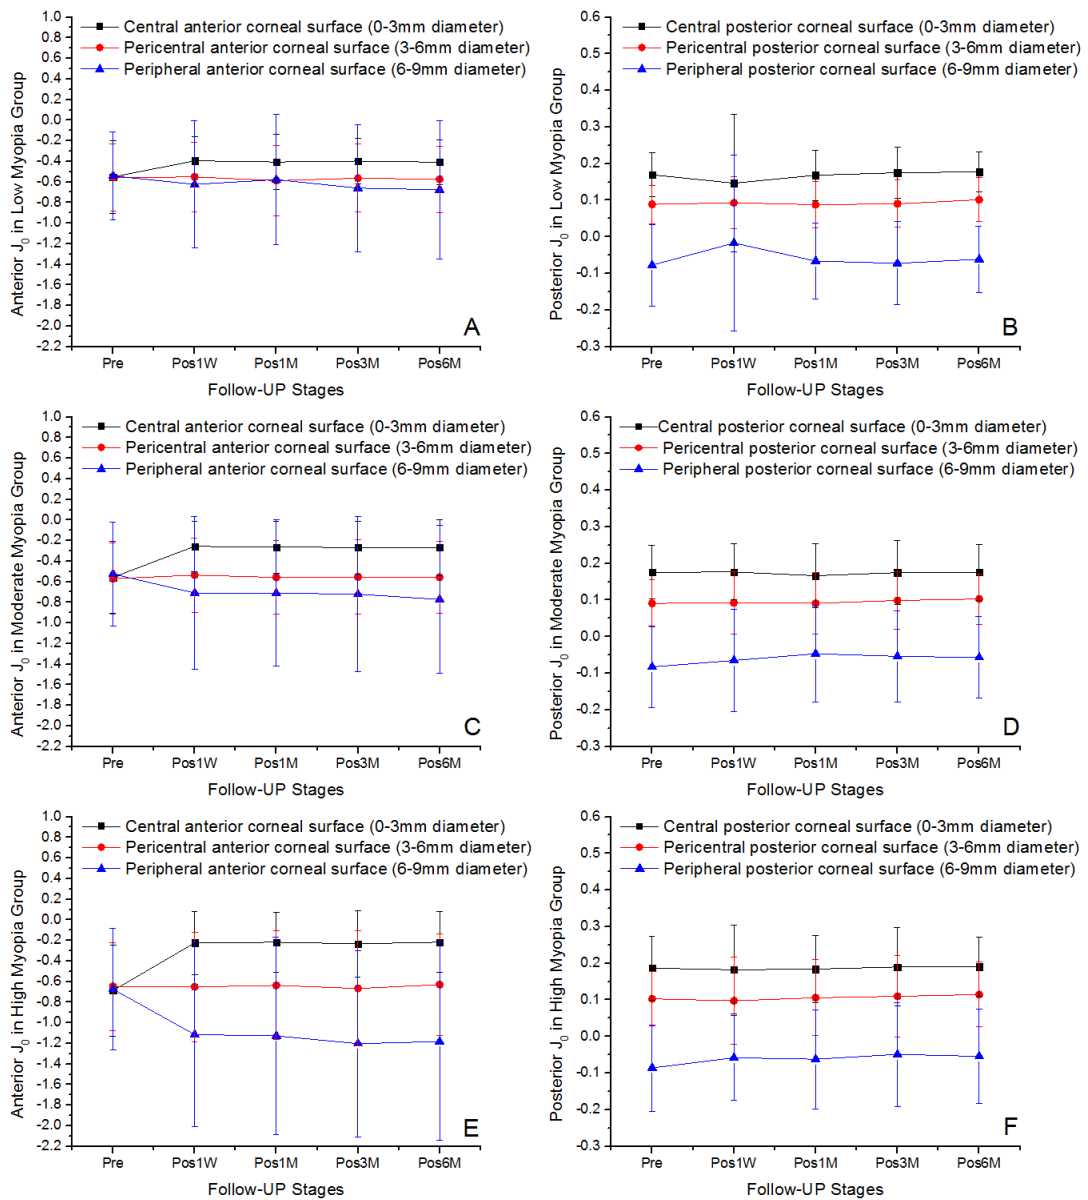 Central anterior corneal surface (0-3mm diameter)
Pericentral anterior corneal surface (3-6mm diameter)
Peripheral anterior corneal surface (6-9mm diameter)
Anterior J0 in Low Myopia Group
1.0
0.8
0.6
0.4
0.2
0.0
-0.2
-0.4
-0.6
-0.8
-1.0
-1.2
-1.4
-1.6
-1.8
-2.0
-2.2
A
Pre Pos1W Pos1M Pos3M Pos6M
Follow-UP Stages
Central posterior corneal surface (0-3mm diameter)
Pericentral posterior corneal surface (3-6mm diameter)
Peripheral posterior corneal surface (6-9mm diameter)
Posterior J0 in Low Myopia Group
0.6
0.5
0.4
0.3
0.2
0.1
0.0
-0.1
-0.2
-0.3
B
Pre Pos1W Pos1M Pos3M Pos6M
Follow-UP Stages
Central anterior corneal surface (0-3mm diameter)
Pericentral anterior corneal surface (3-6mm diameter)
Peripheral anterior corneal surface (6-9mm diameter)
Anterior J0 in Moderate Myopia Group
1.0
0.8
0.6
0.4
0.2
0.0
-0.2
-0.4
-0.6
-0.8
-1.0
-1.2
-1.4
-1.6
-1.8
-2.0
-2.2
C
Pre Pos1W Pos1M Pos3M Pos6M
Follow-UP Stages
Central posterior corneal surface (0-3mm diameter)
Pericentral posterior corneal surface (3-6mm diameter)
Peripheral posterior corneal surface (6-9mm diameter)
Posterior J0 in Moderate Myopia Group
0.6
0.5
0.4
0.3
0.2
0.1
0.0
-0.1
-0.2
-0.3
D
Pre Pos1W Pos1M Pos3M Pos6M
Follow-UP Stages
Central anterior corneal surface (0-3mm diameter)
Pericentral anterior corneal surface (3-6mm diameter)
Peripheral anterior corneal surface (6-9mm diameter)
Anterior J0 in High Myopia Group
1.0
0.8
0.6
0.4
0.2
0.0
-0.2
-0.4
-0.6
-0.8
-1.0
-1.2
-1.4
-1.6
-1.8
-2.0
-2.2
E
Pre Pos1W Pos1M Pos3M Pos6M
Follow-UP Stages
Central posterior corneal surface (0-3mm diameter)
Pericentral posterior corneal surface (3-6mm diameter)
Peripheral posterior corneal surface (6-9mm diameter)
Posterior J0 in High Myopia Group
0.6
0.5
0.4
0.3
0.2
0.1
0.0
-0.1
-0.2
-0.3
F
Pre Pos1W Pos1M Pos3M Pos6M
Follow-UP Stages